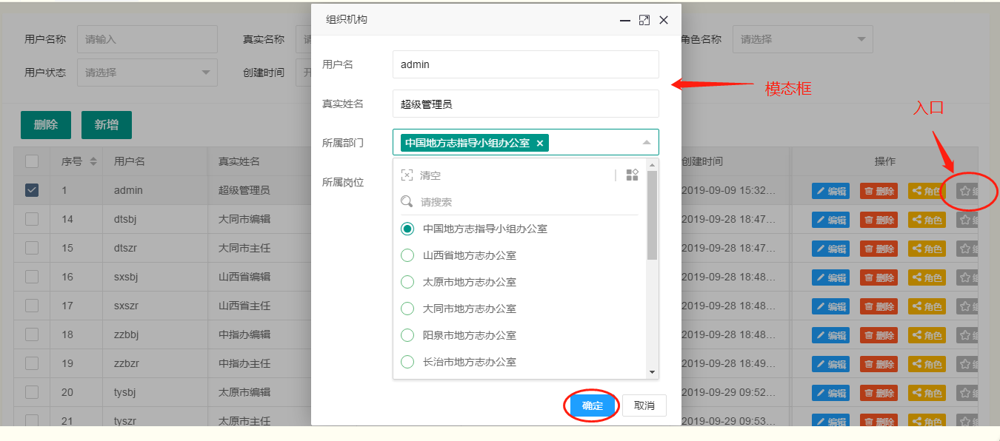 组织机构
用户名称 请输入 真实名称 请 角色名称 请选择
用户状态 请选择 创建时间 开
用户名 admin
真实姓名 超级管理员
所属部门 中国地方志指导小组办公室
所属岗位
清空
请搜索
中国地方志指导小组办公室
山西省地方志办公室
太原市地方志办公室
大同市地方志办公室
阳泉市地方志办公室
长治市地方志办公室
确定 取消
模态框
入口
删除 新增
序号 用户名 真实姓名 创建时间 操作
1 admin 超级管理员 2019-09-09 15:32... 编辑 删除 角色
14 dtsbj 大同市编辑 2019-09-28 18:47... 编辑 删除 角色
15 dtszr 大同市主任 2019-09-28 18:47... 编辑 删除 角色
16 sxsbj 山西省编辑 2019-09-28 18:48... 编辑 删除 角色
17 sxszr 山西省主任 2019-09-28 18:48... 编辑 删除 角色
18 zzbbj 中指办编辑 2019-09-28 18:48... 编辑 删除 角色
19 zzbzr 中指办主任 2019-09-28 18:49... 编辑 删除 角色
20 tysbj 太原市编辑 2019-09-29 09:52... 编辑 删除 角色
21 tyszr 太原市主任 2019-09-29 09:53... 编辑 删除 角色